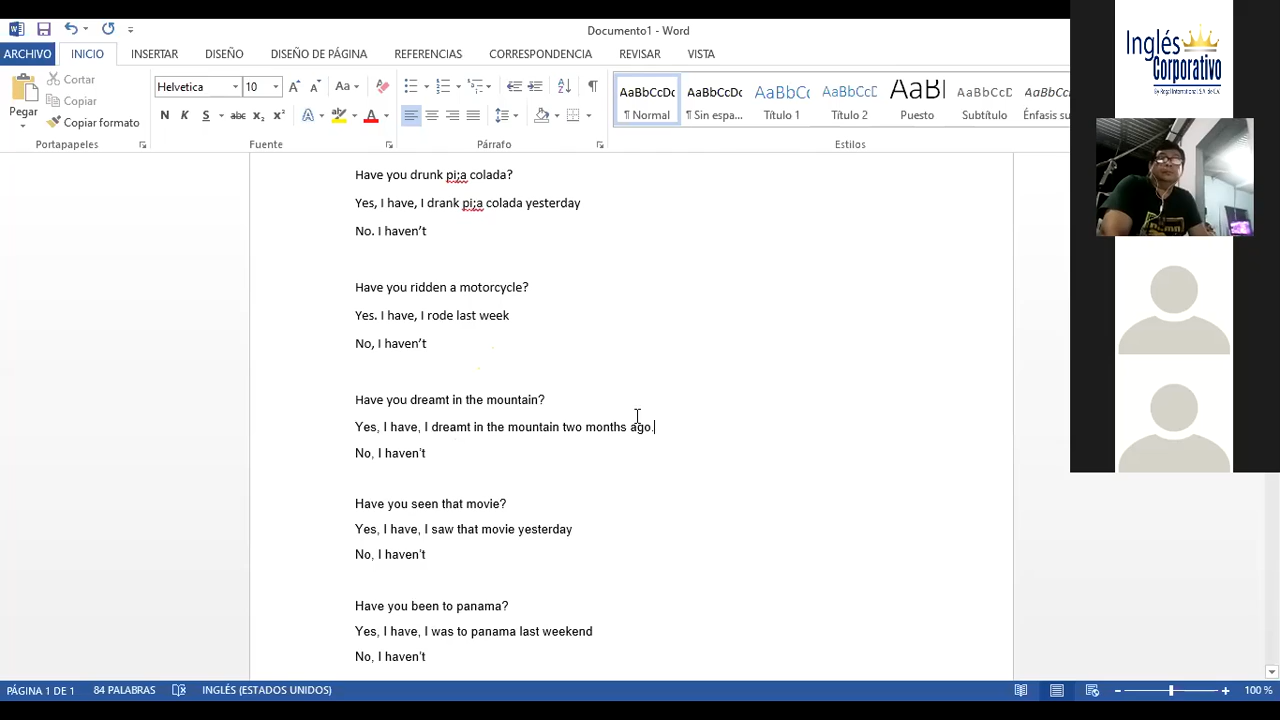 Documento1 - Word
ARCHIVO INICIO INSERTAR DISEÑO DISEÑO DE PÁGINA REFERENCIAS CORRESPONDENCIA REVISAR VISTA
Pegar
Cortar
Copiar
Copiar formato
Helvetica 10
Aa
N K S abc x₂ x² A A
AaBbCcDc AaBbCcDc AaBbCc AaBbCcD AaBbI AaBbCcD AaBbCcDc
¶ Normal ¶ Sin espa... Título 1 Título 2 Puesto Subtítulo Énfasis su
Portapapeles Fuente Párrafo Estilos
Inglés
Corporativo
Have you drunk pi;a colada?
Yes, I have, I drank pi;a colada yesterday
No. I haven’t
Have you ridden a motorcycle?
Yes. I have, I rode last week
No, I haven’t
Have you dreamt in the mountain?
Yes, I have, I dreamt in the mountain two months ago.
No, I haven’t
Have you seen that movie?
Yes, I have, I saw that movie yesterday
No, I haven’t
Have you been to panama?
Yes, I have, I was to panama last weekend
No, I haven’t
PÁGINA 1 DE 1 84 PALABRAS INGLÉS (ESTADOS UNIDOS) 100 %